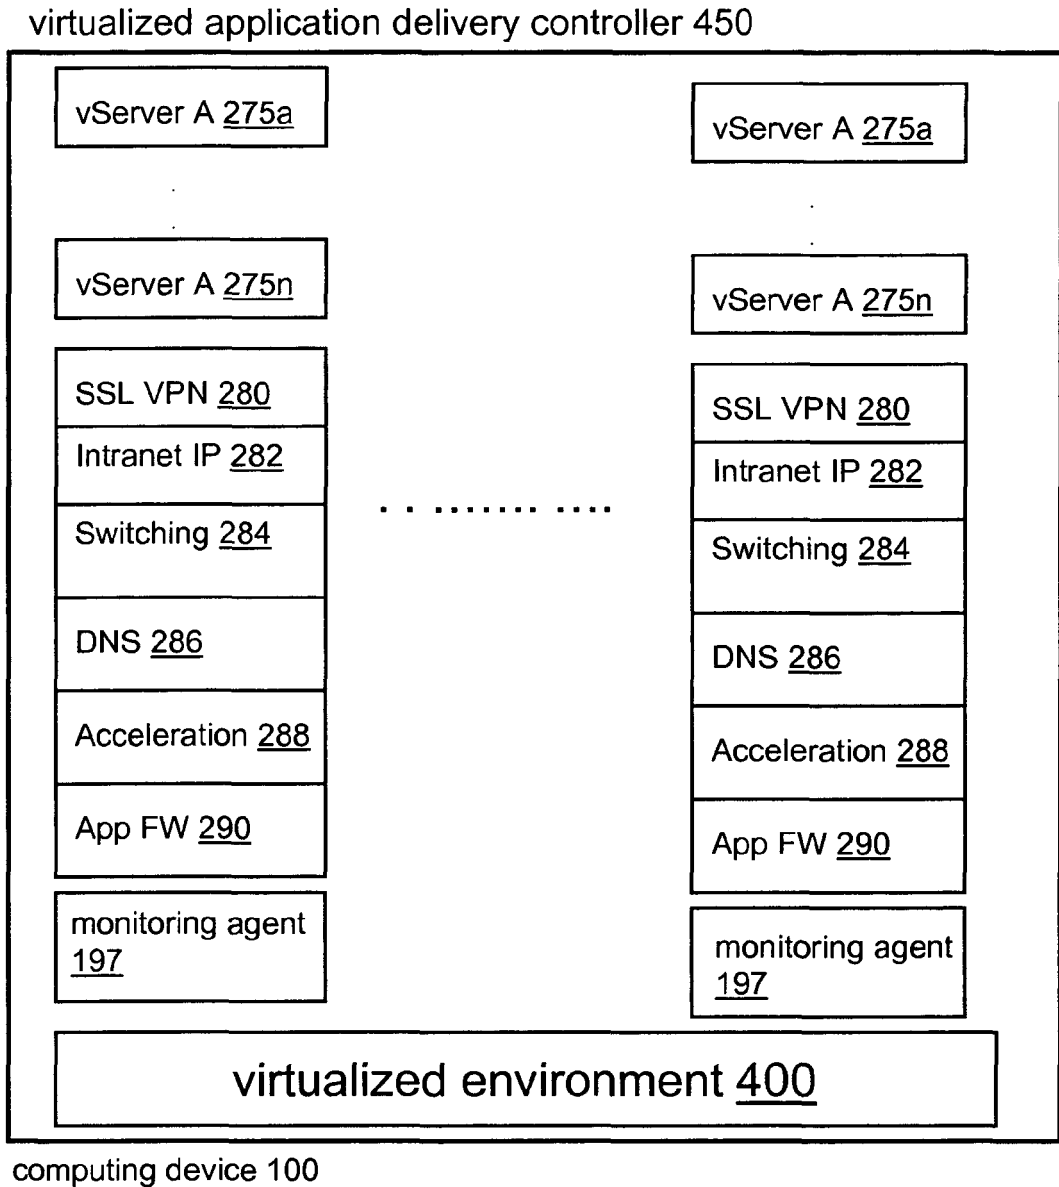 virtualized application delivery controller 450
vServer A 275a
vServer A 275n
SSL VPN 280
Intranet IP 282
Switching 284
DNS 286
Acceleration 288
App FW 290
monitoring agent
197
vServer A 275a
vServer A 275n
SSL VPN 280
Intranet IP 282
Switching 284
DNS 286
Acceleration 288
App FW 290
monitoring agent
197
virtualized environment 400
computing device 100